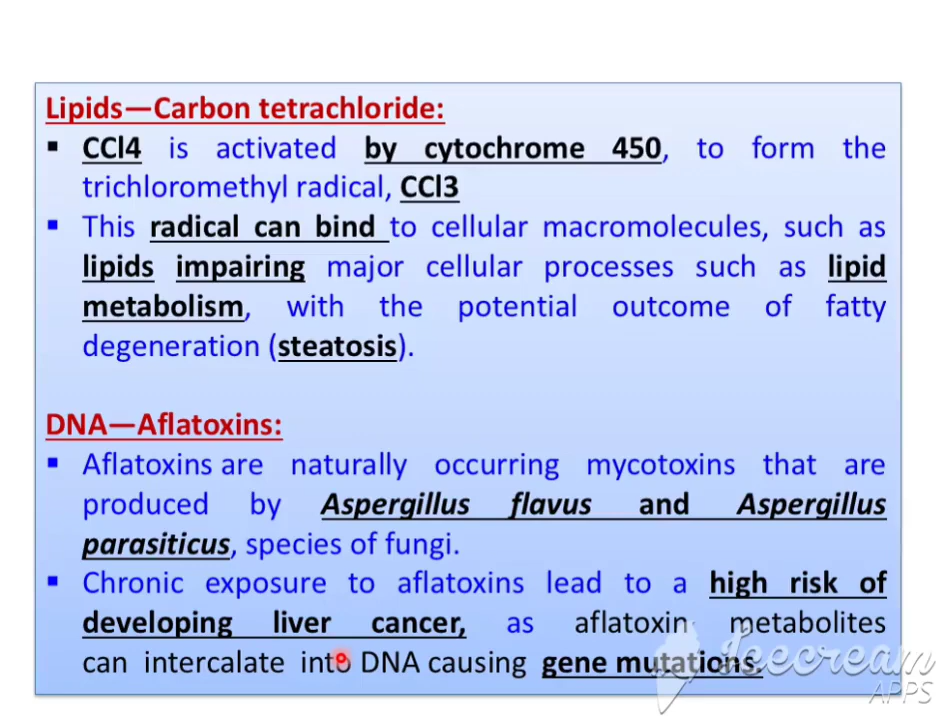 Lipids—Carbon tetrachloride:
▪ CCl4 is activated by cytochrome 450, to form the
trichloromethyl radical, CCl3
▪ This radical can bind to cellular macromolecules, such as
lipids impairing major cellular processes such as lipid
metabolism, with the potential outcome of fatty
degeneration (steatosis).
DNA—Aflatoxins:
▪ Aflatoxins are naturally occurring mycotoxins that are
produced by Aspergillus flavus and Aspergillus
parasiticus, species of fungi.
▪ Chronic exposure to aflatoxins lead to a high risk of
developing liver cancer, as aflatoxin metabolites
can intercalate into DNA causing gene mutations.
Icecream
APPS